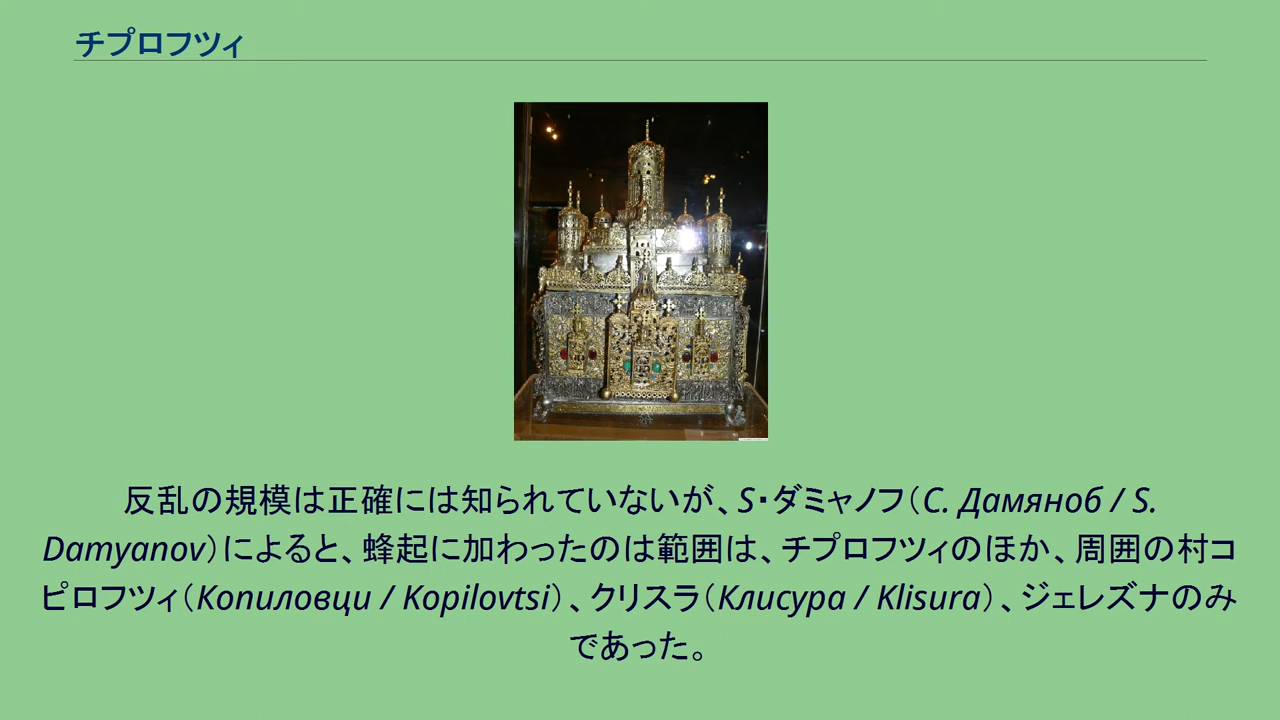 チプロフツィ
反乱の規模は正確には知られていないが、S・ダミャノフ（С. Дамяноб / S.
Damyanov）によると、蜂起に加わったのは範囲は、チプロフツィのほか、周囲の村コ
ピロフツィ（Копиловци / Kopilovtsi）、クリスラ（Клисура / Klisura）、ジェレズナのみ
であった。